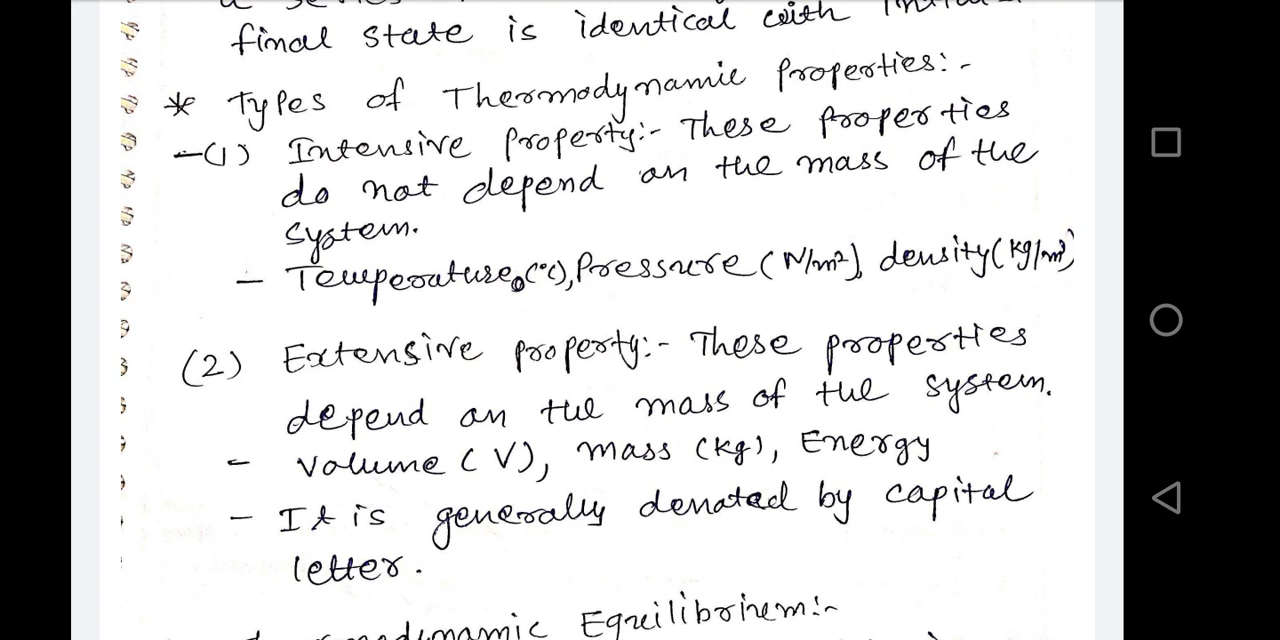 final state is identical with
* Types of Thermodynamic Properties:-
-(1) Intensive Property:- These properties
do not depend on the mass of the
system.
- Temperature (°C), Pressure (N/m²), density (kg/m³)
(2) Extensive property:- These properties
depend on the mass of the system.
- Volume (V), mass (kg), Energy
- It is generally denoted by capital
letter.
Equilibrium:-